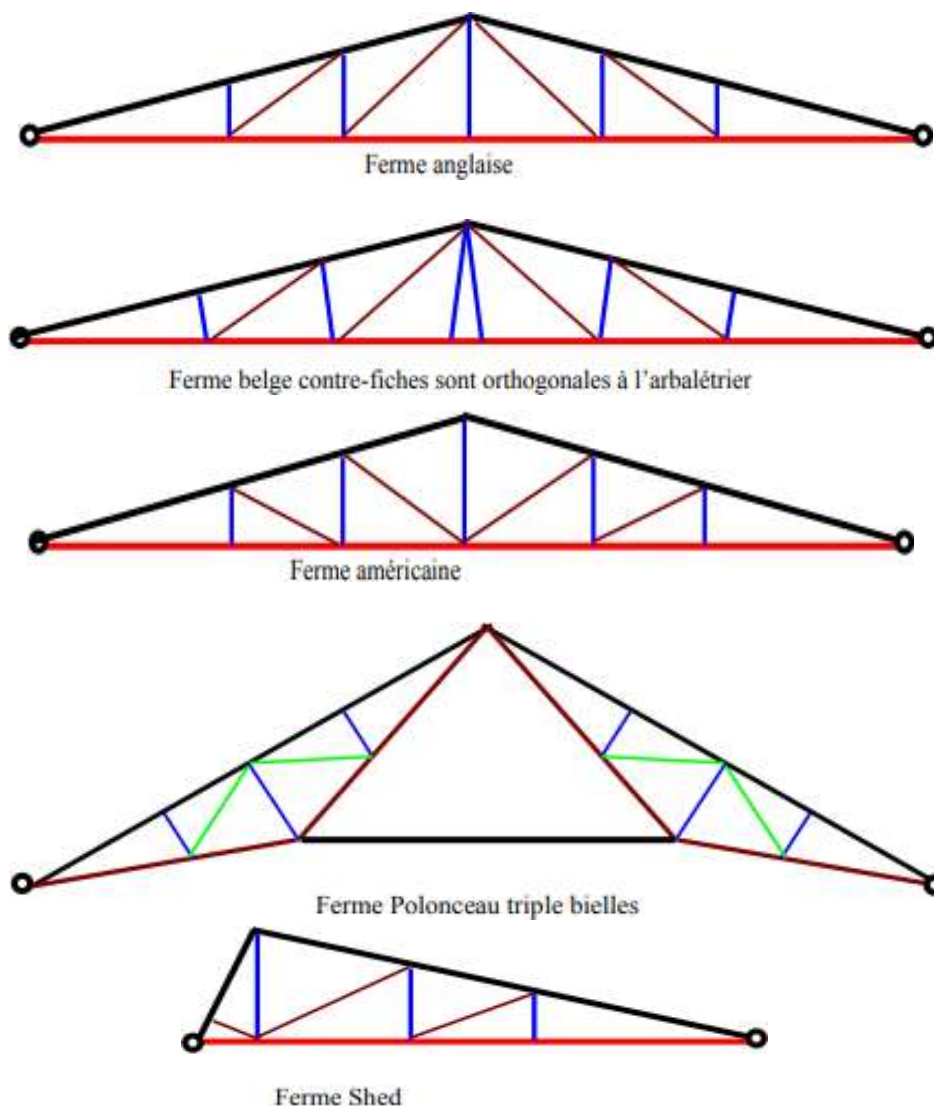 Ferme anglaise
Ferme belge contre-fiches sont orthogonales à l'arbalétrier
Ferme américaine
Ferme Polonceau triple bielles
Ferme Shed